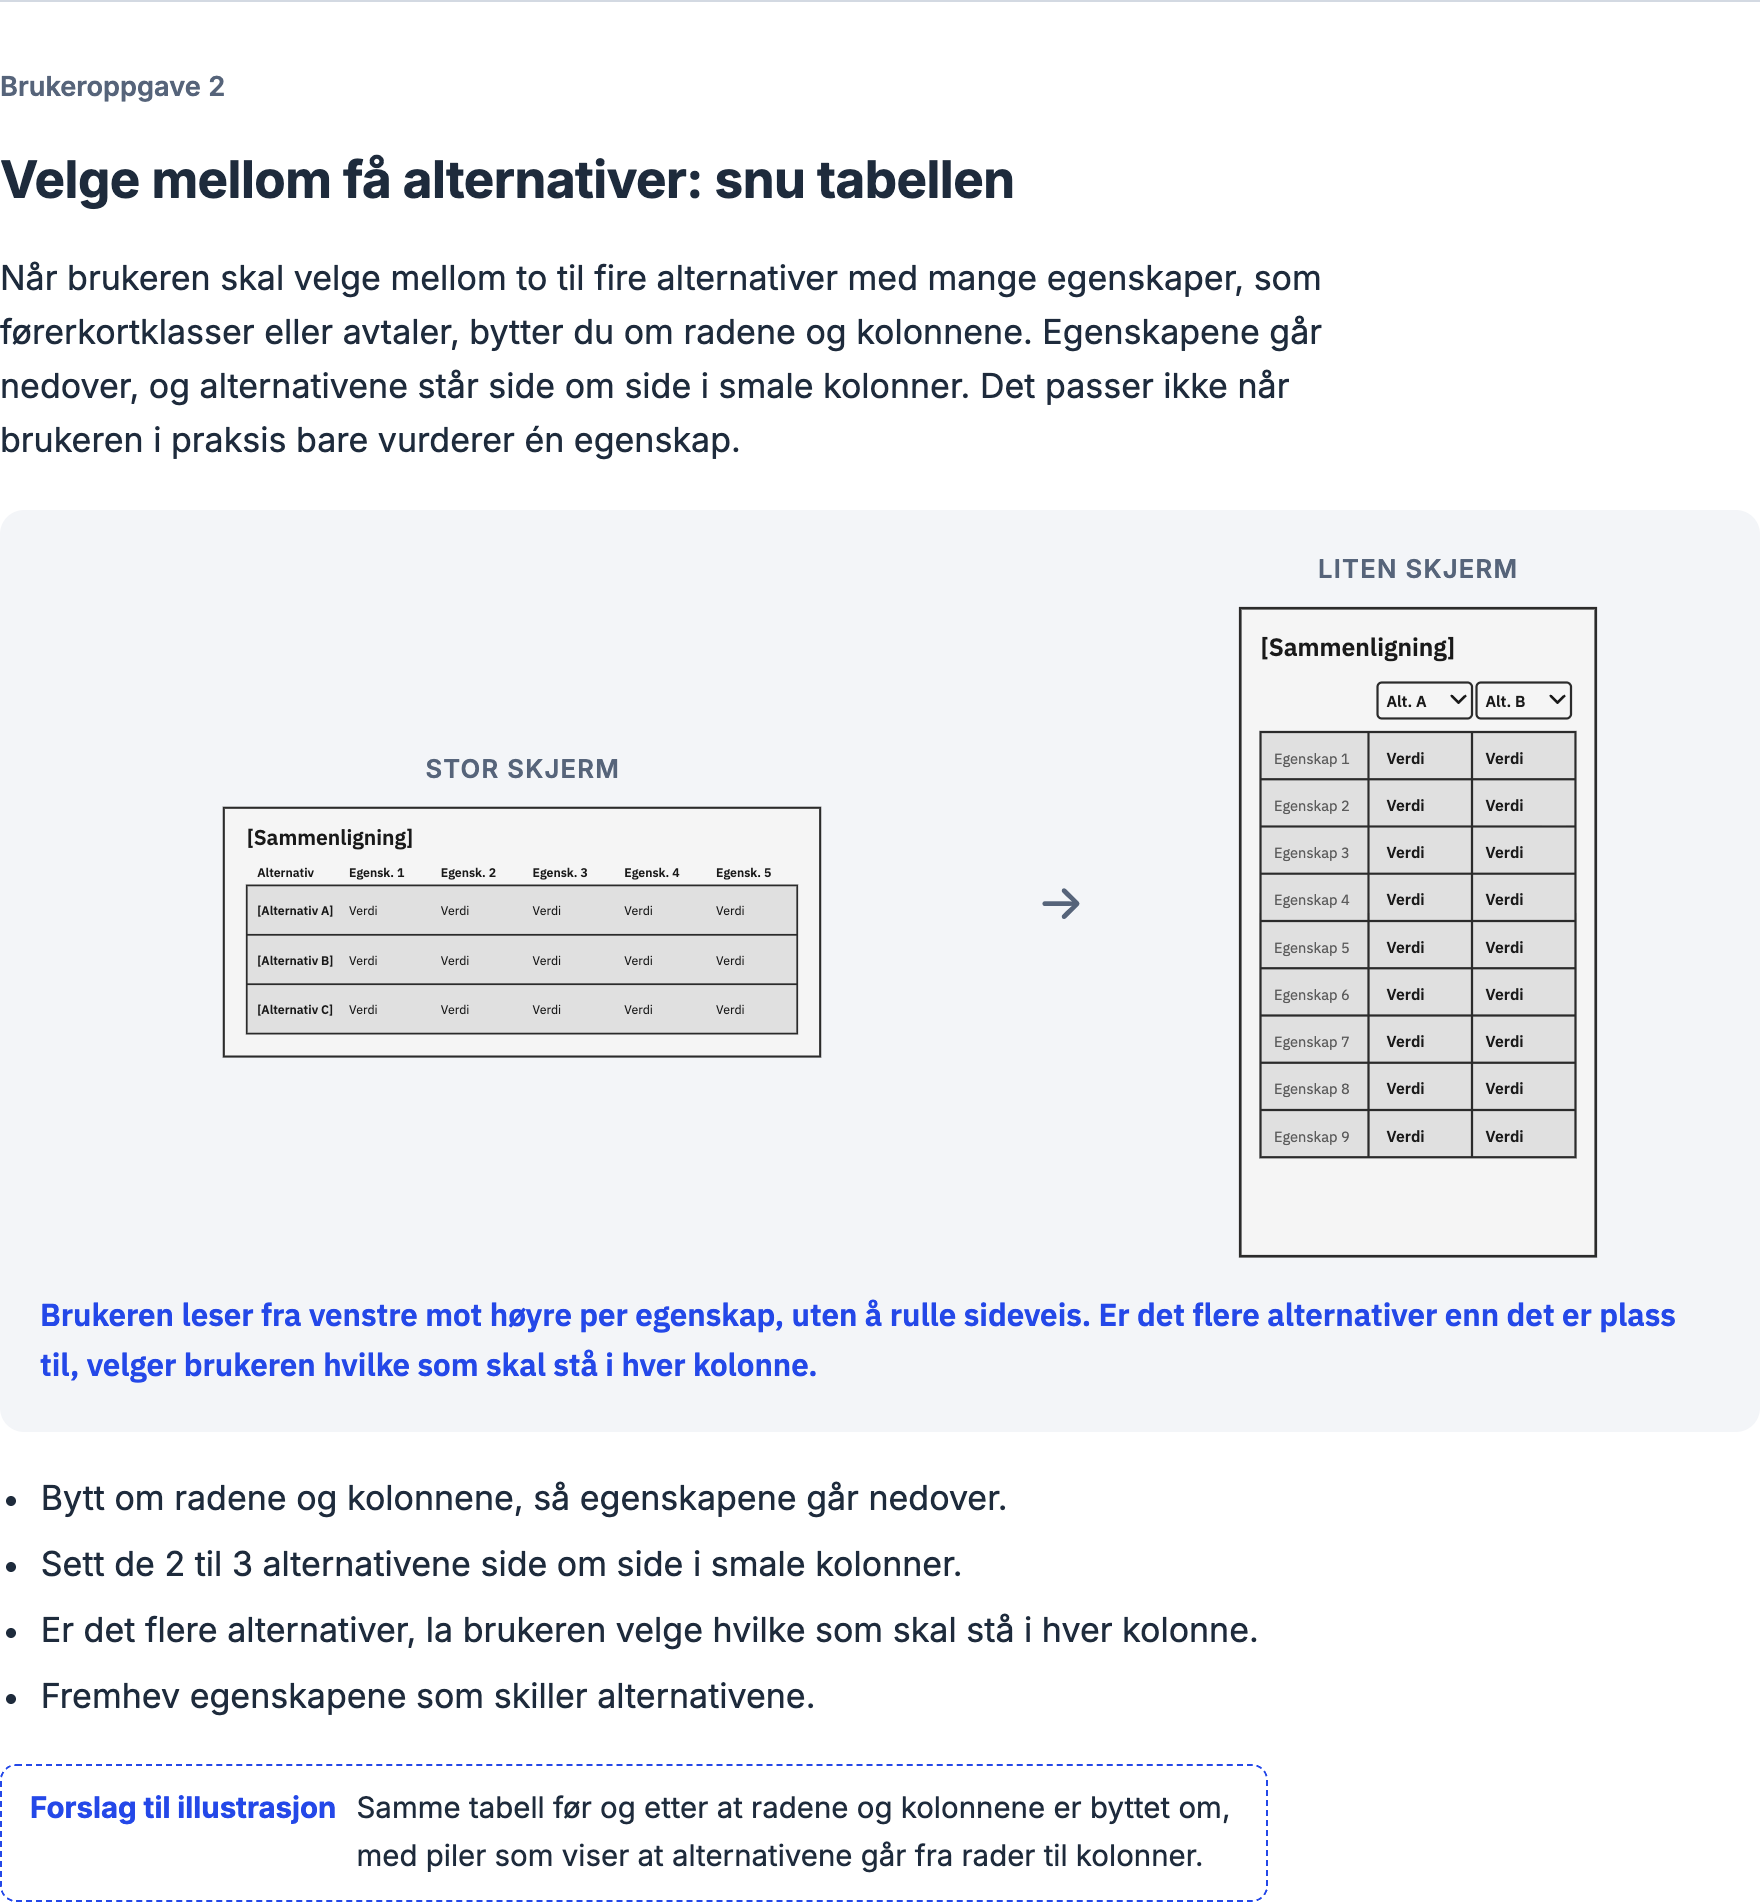 Brukeroppgave 2
Velge mellom få alternativer: snu tabellen
Når brukeren skal velge mellom to til fire alternativer med mange egenskaper, som
førerkortklasser eller avtaler, bytter du om radene og kolonnene. Egenskapene går
nedover, og alternativene står side om side i smale kolonner. Det passer ikke når
brukeren i praksis bare vurderer én egenskap.
STOR SKJERM
[Sammenligning]
Alternativ Egensk. 1 Egensk. 2 Egensk. 3 Egensk. 4 Egensk. 5
[Alternativ A] Verdi Verdi Verdi Verdi Verdi
[Alternativ B] Verdi Verdi Verdi Verdi Verdi
[Alternativ C] Verdi Verdi Verdi Verdi Verdi
LITEN SKJERM
[Sammenligning]
Alt. A Alt. B
Egenskap 1 Verdi Verdi
Egenskap 2 Verdi Verdi
Egenskap 3 Verdi Verdi
Egenskap 4 Verdi Verdi
Egenskap 5 Verdi Verdi
Egenskap 6 Verdi Verdi
Egenskap 7 Verdi Verdi
Egenskap 8 Verdi Verdi
Egenskap 9 Verdi Verdi
Brukeren leser fra venstre mot høyre per egenskap, uten å rulle sideveis. Er det flere alternativer enn det er plass
til, velger brukeren hvilke som skal stå i hver kolonne.
• Bytt om radene og kolonnene, så egenskapene går nedover.
• Sett de 2 til 3 alternativene side om side i smale kolonner.
• Er det flere alternativer, la brukeren velge hvilke som skal stå i hver kolonne.
• Fremhev egenskapene som skiller alternativene.
Forslag til illustrasjon Samme tabell før og etter at radene og kolonnene er byttet om,
med piler som viser at alternativene går fra rader til kolonner.